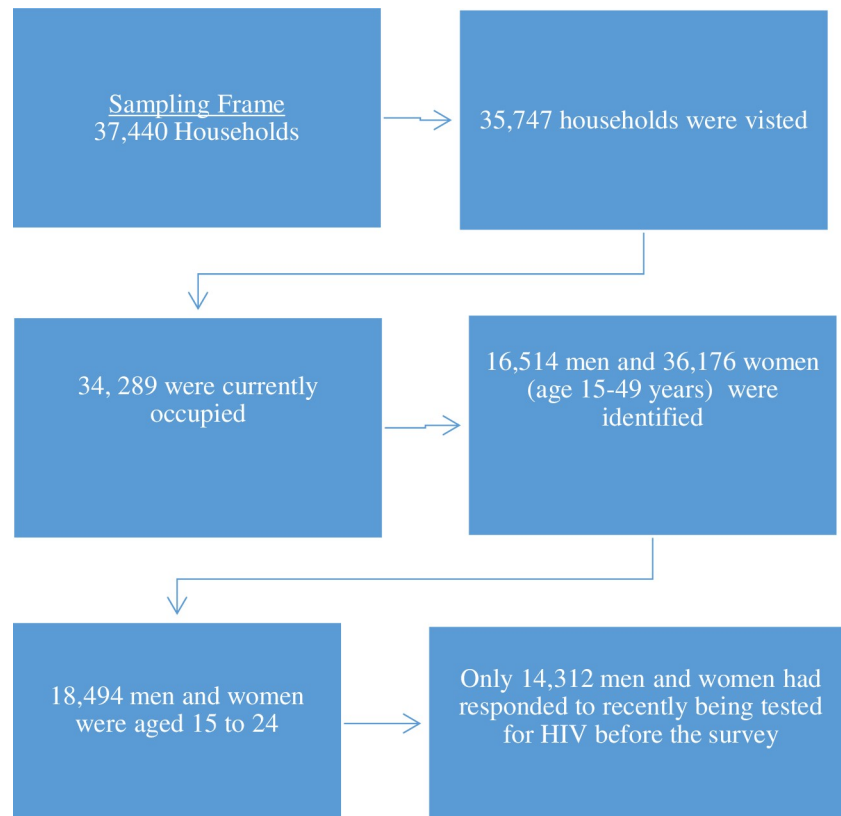 Sampling Frame
37,440 Households
35,747 households were visted
34, 289 were currently
occupied
16,514 men and 36,176 women
(age 15-49 years) were
identified
18,494 men and women
were aged 15 to 24
Only 14,312 men and women had
responded to recently being tested
for HIV before the survey